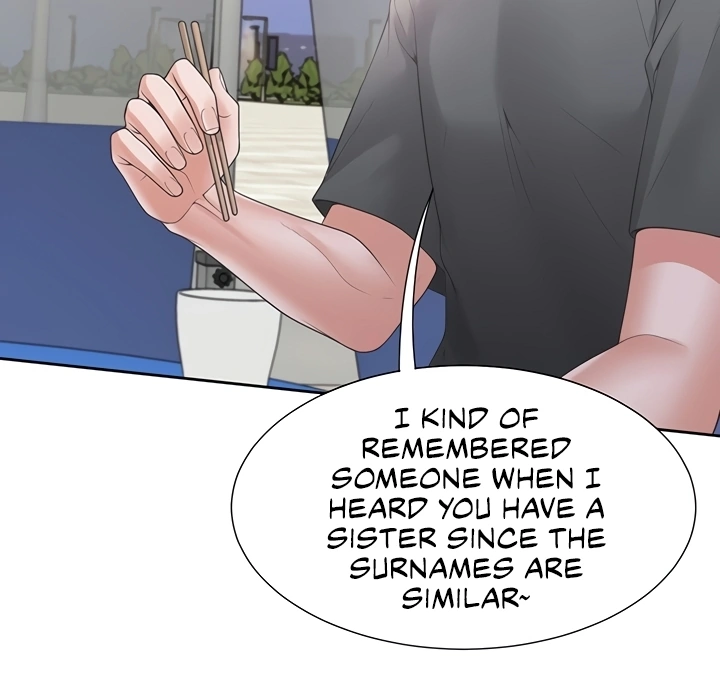 I KIND OF
REMEMBERED
SOMEONE WHEN I
HEARD YOU HAVE A
SISTER SINCE THE
SURNAMES ARE
SIMILAR~